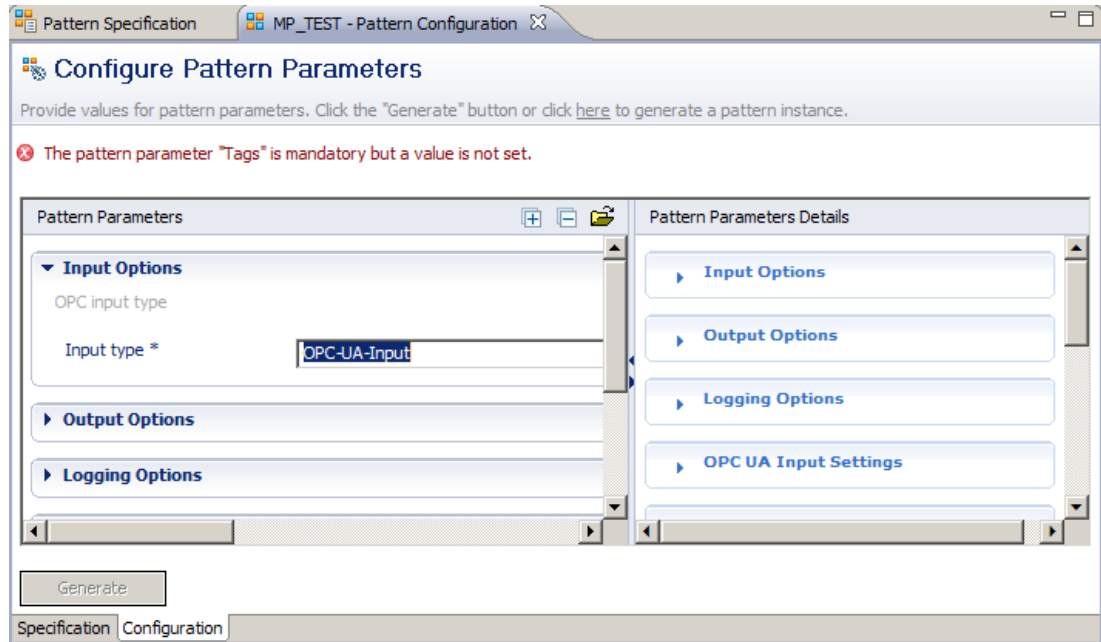 Pattern Specification
MP_TEST - Pattern Configuration
Configure Pattern Parameters
Provide values for pattern parameters. Click the "Generate" button or click here to generate a pattern instance.
The pattern parameter "Tags" is mandatory but a value is not set.
Pattern Parameters
Input Options
OPC input type
Input type *
OPC-UA-Input
Output Options
Logging Options
Pattern Parameters Details
Input Options
Output Options
Logging Options
OPC UA Input Settings
Generate
Specification
Configuration